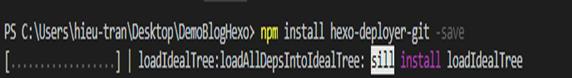 PS C:\Users\hieu-tran\Desktop\DemoBlogHexo> npm install hexo-deployer-git -save
[..................] | loadIdealTree:loadAllDepsIntoIdealTree: sill install loadIdealTree